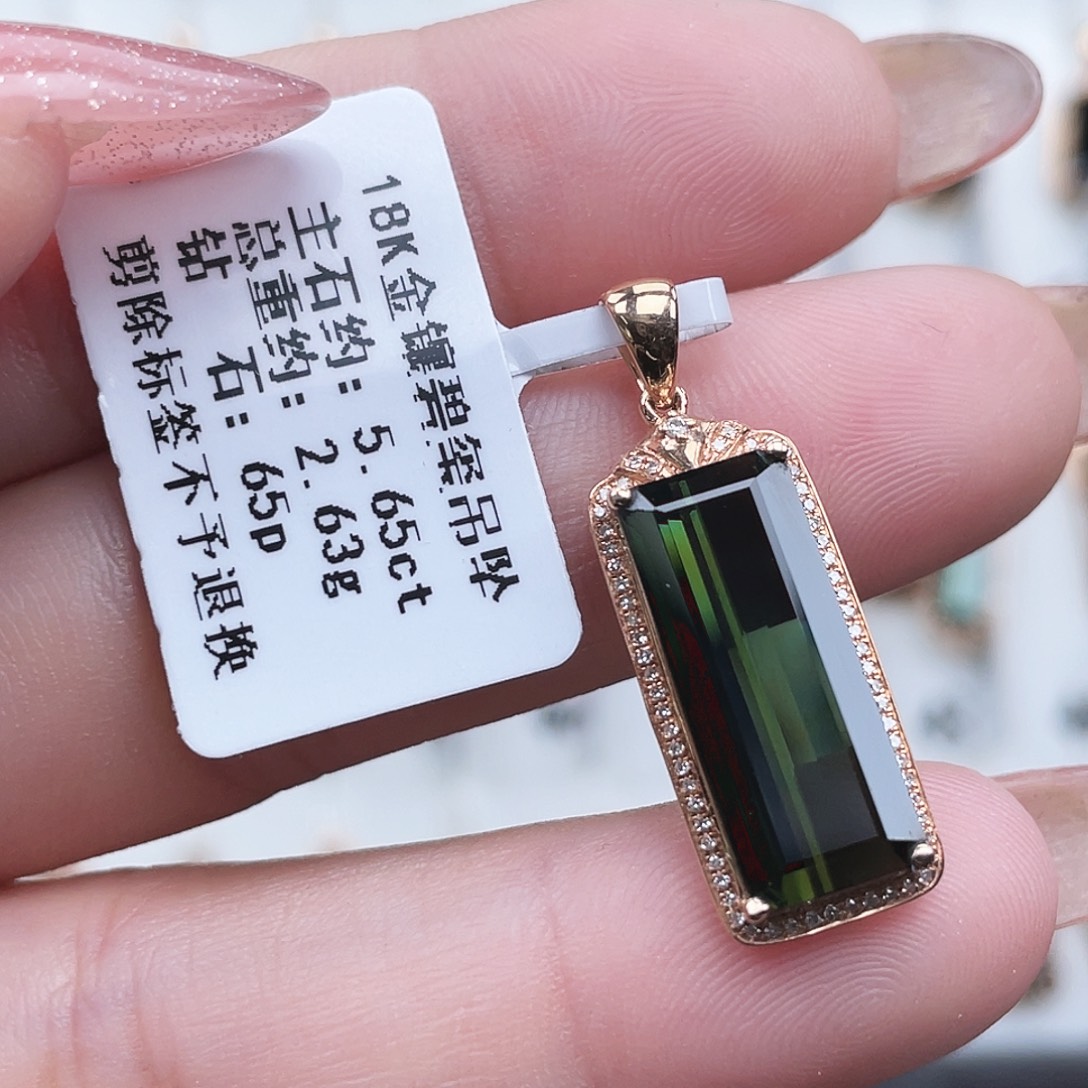 18K金镶碧玺吊坠
主石约: 5.65ct
总重约: 2.63g
钻 石: 65p
剪除标签不予退换